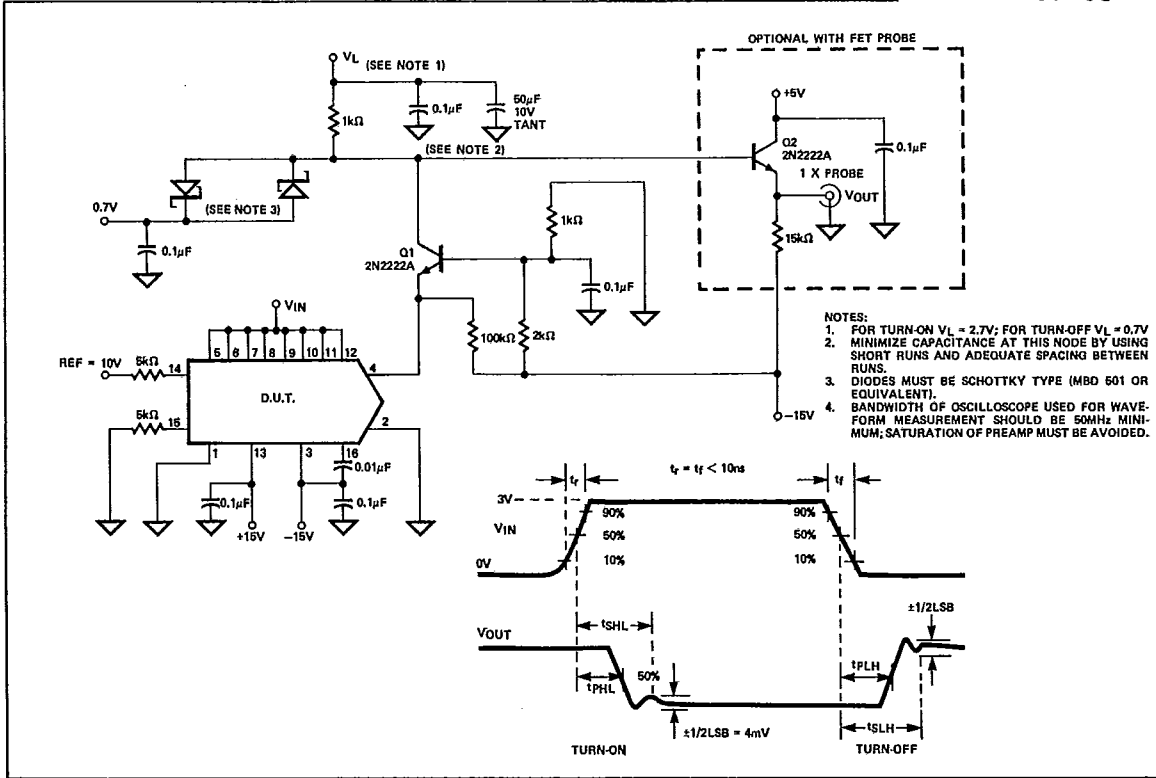 OPTIONAL WITH FET PROBE
VL (SEE NOTE 1)
+5V
50µF
10V
TANT
0.1µF
1kΩ
Q2
2N2222A
0.1µF
(SEE NOTE 2)
1 X PROBE
VOUT
0.7V
(SEE NOTE 3)
1kΩ
15kΩ
0.1µF
Q1
2N2222A
0.1µF
VIN
100kΩ
2kΩ
NOTES:
1. FOR TURN-ON VL = 2.7V; FOR TURN-OFF VL = 0.7V
2. MINIMIZE CAPACITANCE AT THIS NODE BY USING
SHORT RUNS AND ADEQUATE SPACING BETWEEN
RUNS.
3. DIODES MUST BE SCHOTTKY TYPE (MBD 501 OR
EQUIVALENT).
4. BANDWIDTH OF OSCILLOSCOPE USED FOR WAVE-
FORM MEASUREMENT SHOULD BE 50MHz MINI-
MUM; SATURATION OF PREAMP MUST BE AVOIDED.
5 6 7 8 9 10 11 12
REF = 10V
5kΩ
14
4
D.U.T.
5kΩ
15
2
1 13 3 16
0.01µF
0.1µF
0.1µF
+15V
-15V
-15V
tr
tr = tf < 10ns
tf
3V
90%
90%
VIN
50%
50%
0V
10%
10%
±1/2LSB
tSHL
VOUT
tPHL
50%
tPLH
±1/2LSB = 4mV
tSLH
TURN-ON
TURN-OFF